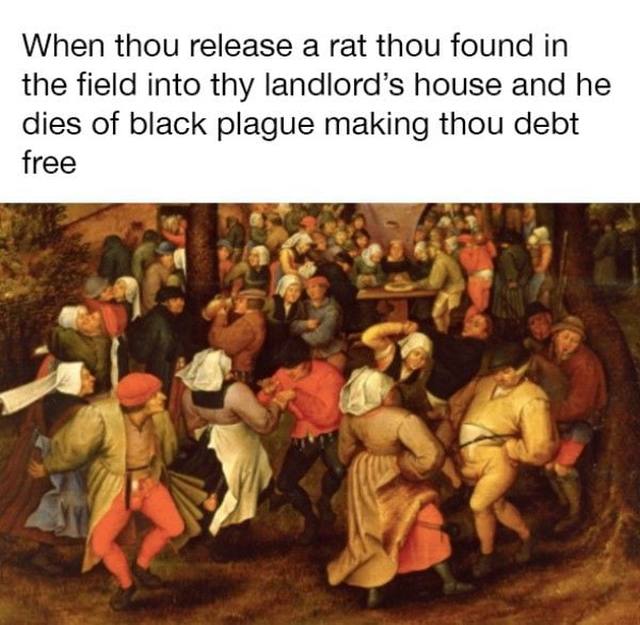 When thou release a rat thou found in
the field into thy landlord’s house and he
dies of black plague making thou debt
free